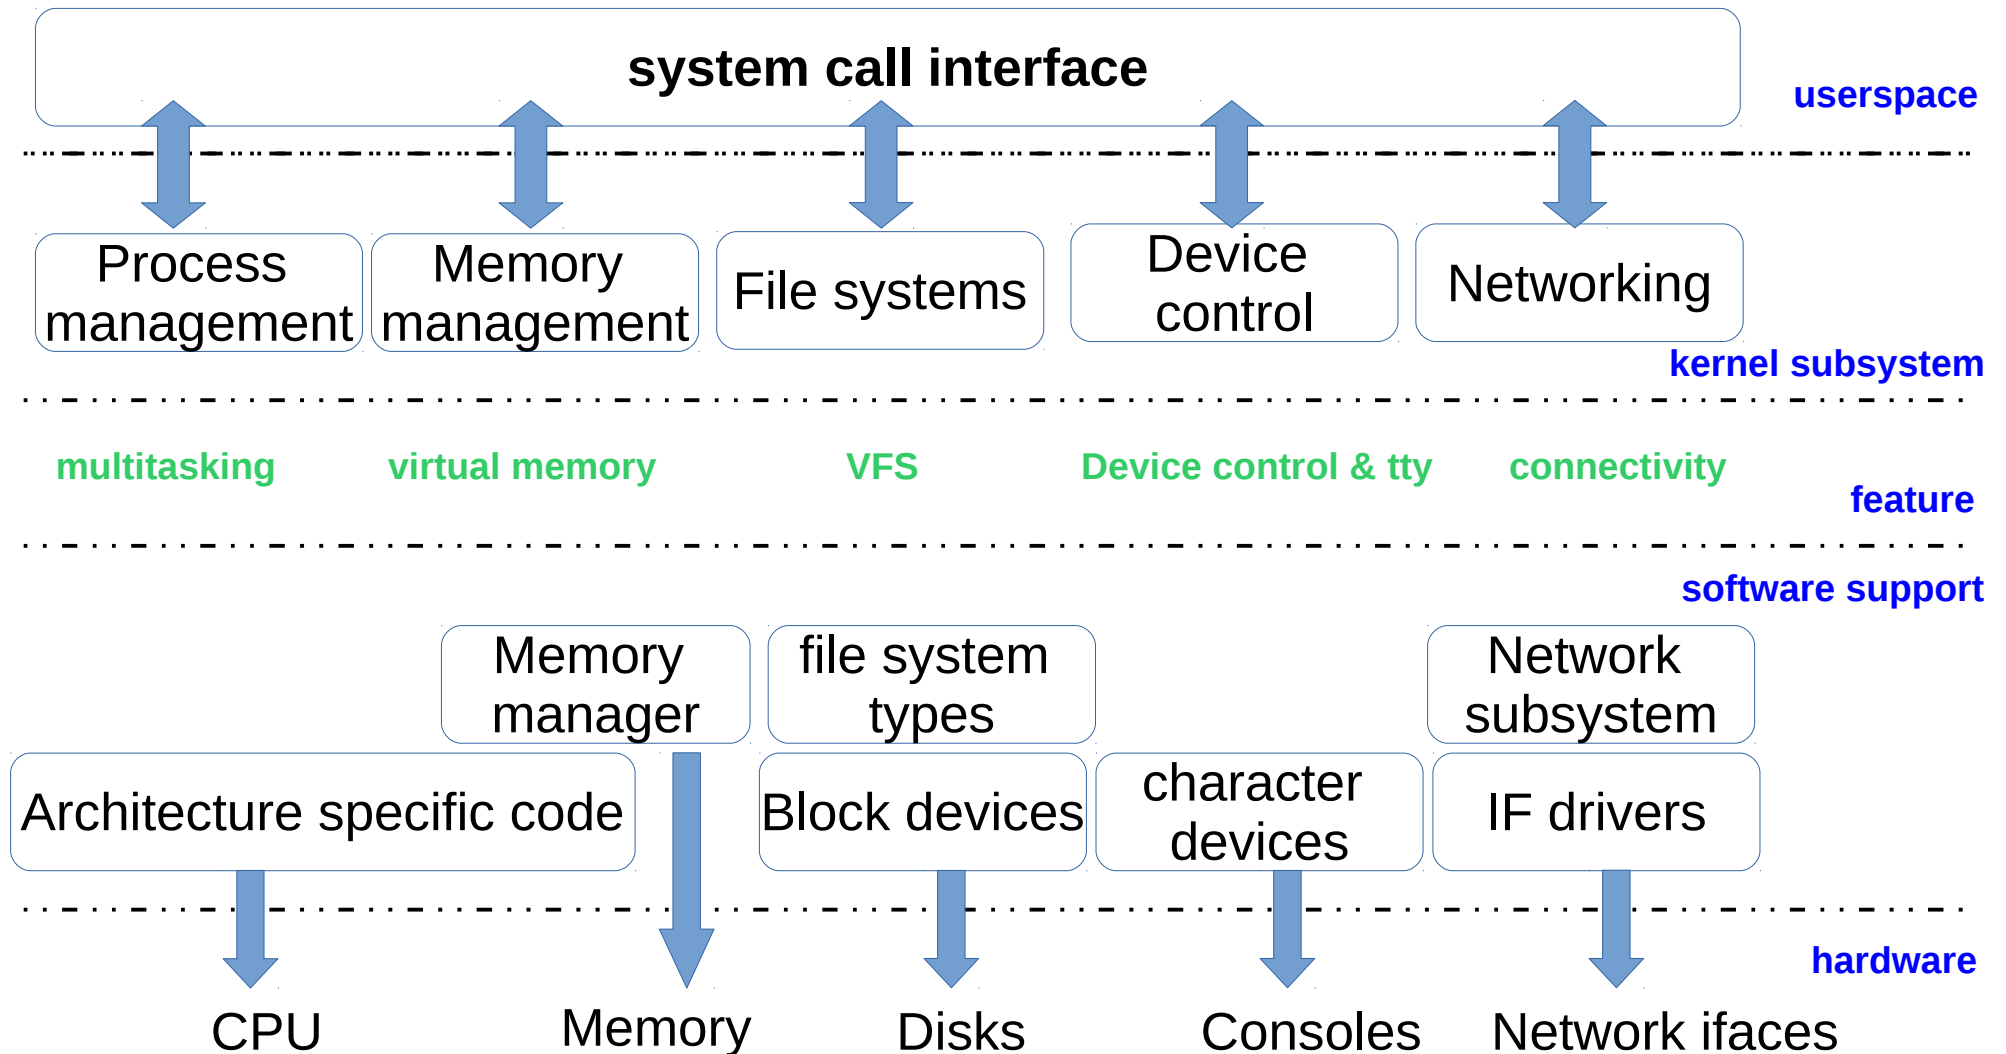 system call interface
userspace
Process
management
Memory
management
File systems
Device
control
Networking
kernel subsystem
multitasking
virtual memory
VFS
Device control & tty
connectivity
feature
software support
Memory
manager
file system
types
Network
subsystem
Architecture specific code
Block devices
character
devices
IF drivers
hardware
CPU
Memory
Disks
Consoles
Network ifaces